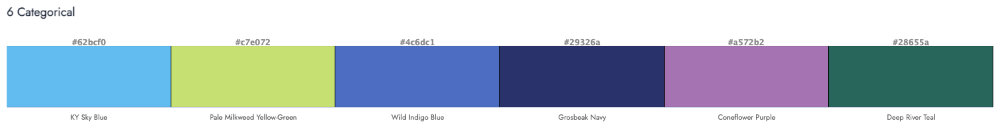 6 Categorical
#62bcf0 #c7e072 #4c6dc1 #29326a #a572b2 #28655a
KY Sky Blue Pale Milkweed Yellow-Green Wild Indigo Blue Grosbeak Navy Coneflower Purple Deep River Teal